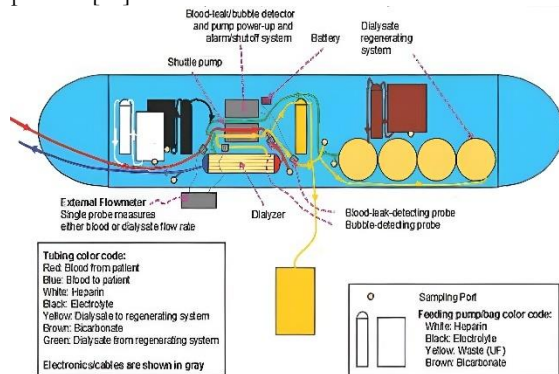 Blood-leak/bubble detector
and pump power-up and
alarm/shutoff system
Battery
Dialysate
regenerating
system
Shuttle pump
External Flowmeter
Single probe measures
either blood or dialysate flow rate
Dialyzer
Blood-leak-detecting probe
Bubble-detecting probe
Tubing color code:
Red: Blood from patient
Blue: Blood to patient
White: Heparin
Black: Electrolyte
Yellow: Dialysate to regenerating system
Brown: Bicarbonate
Green: Dialysate from regenerating system
Electronics/cables are shown in gray
Sampling Port
Feeding pump/bag color code:
White: Heparin
Black: Electrolyte
Yellow: Waste (UF)
Brown: Bicarbonate